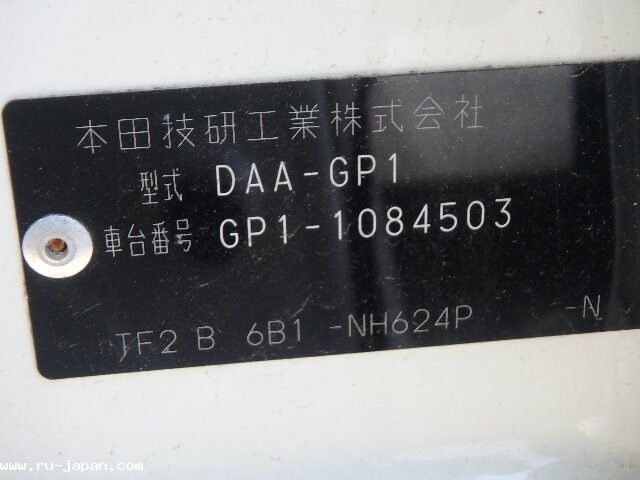 本田技研工業株式会社
型式 DAA-GP1
車台番号 GP1-1084503
TF2 B 6B1 -NH624P -N
www.ru-japan.com